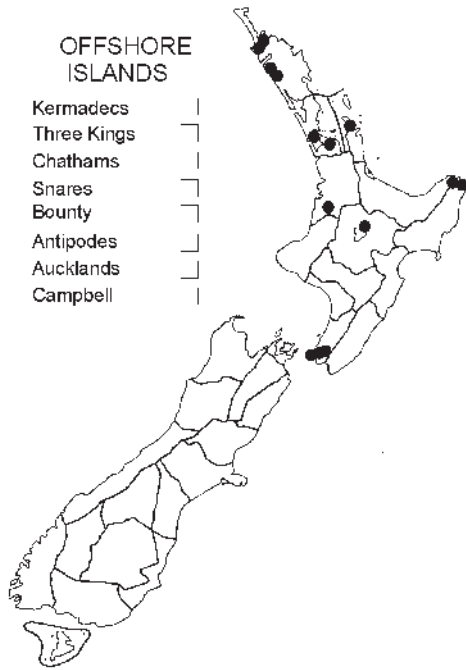 OFFSHORE
ISLANDS
Kermadecs
Three Kings
Chathams
Snares
Bounty
Antipodes
Aucklands
Campbell